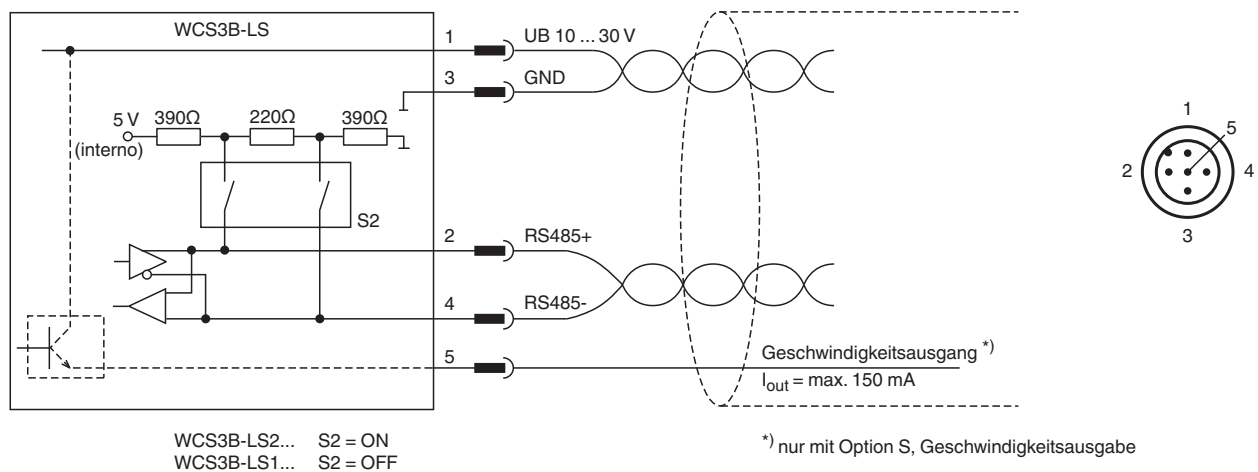 WCS3B-LS
1
UB 10 ... 30 V
3
GND
5 V
(interno)
390Ω
220Ω
390Ω
S2
2
RS485+
4
RS485-
5
Geschwindigkeitsausgang *)
Iout = max. 150 mA
1
5
2
4
3
WCS3B-LS2... S2 = ON
WCS3B-LS1... S2 = OFF
*) nur mit Option S, Geschwindigkeitsausgabe